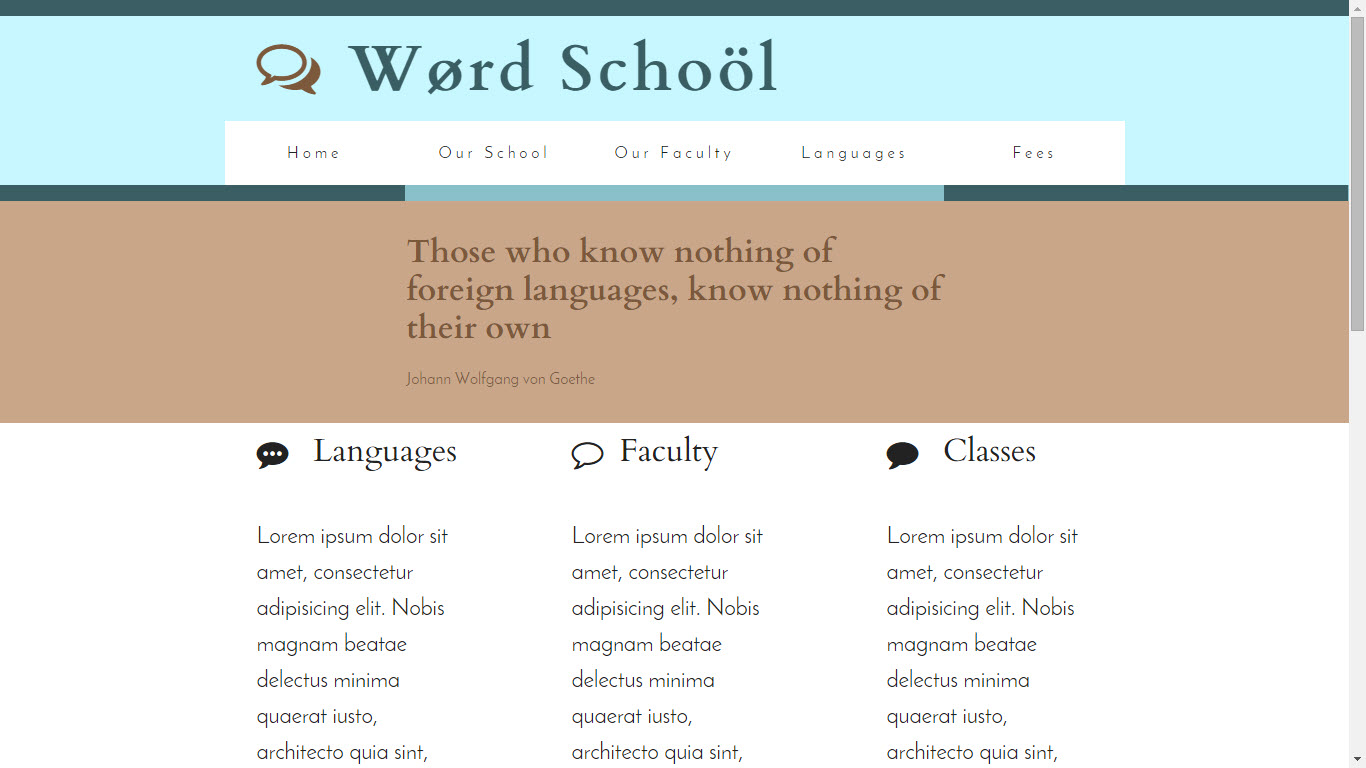 Wørd Schoöl
Home Our School Our Faculty Languages Fees
Those who know nothing of
foreign languages, know nothing of
their own
Johann Wolfgang von Goethe
Languages
Lorem ipsum dolor sit
amet, consectetur
adipisicing elit. Nobis
magnam beatae
delectus minima
quaerat iusto,
architecto quia sint,
Faculty
Lorem ipsum dolor sit
amet, consectetur
adipisicing elit. Nobis
magnam beatae
delectus minima
quaerat iusto,
architecto quia sint,
Classes
Lorem ipsum dolor sit
amet, consectetur
adipisicing elit. Nobis
magnam beatae
delectus minima
quaerat iusto,
architecto quia sint,